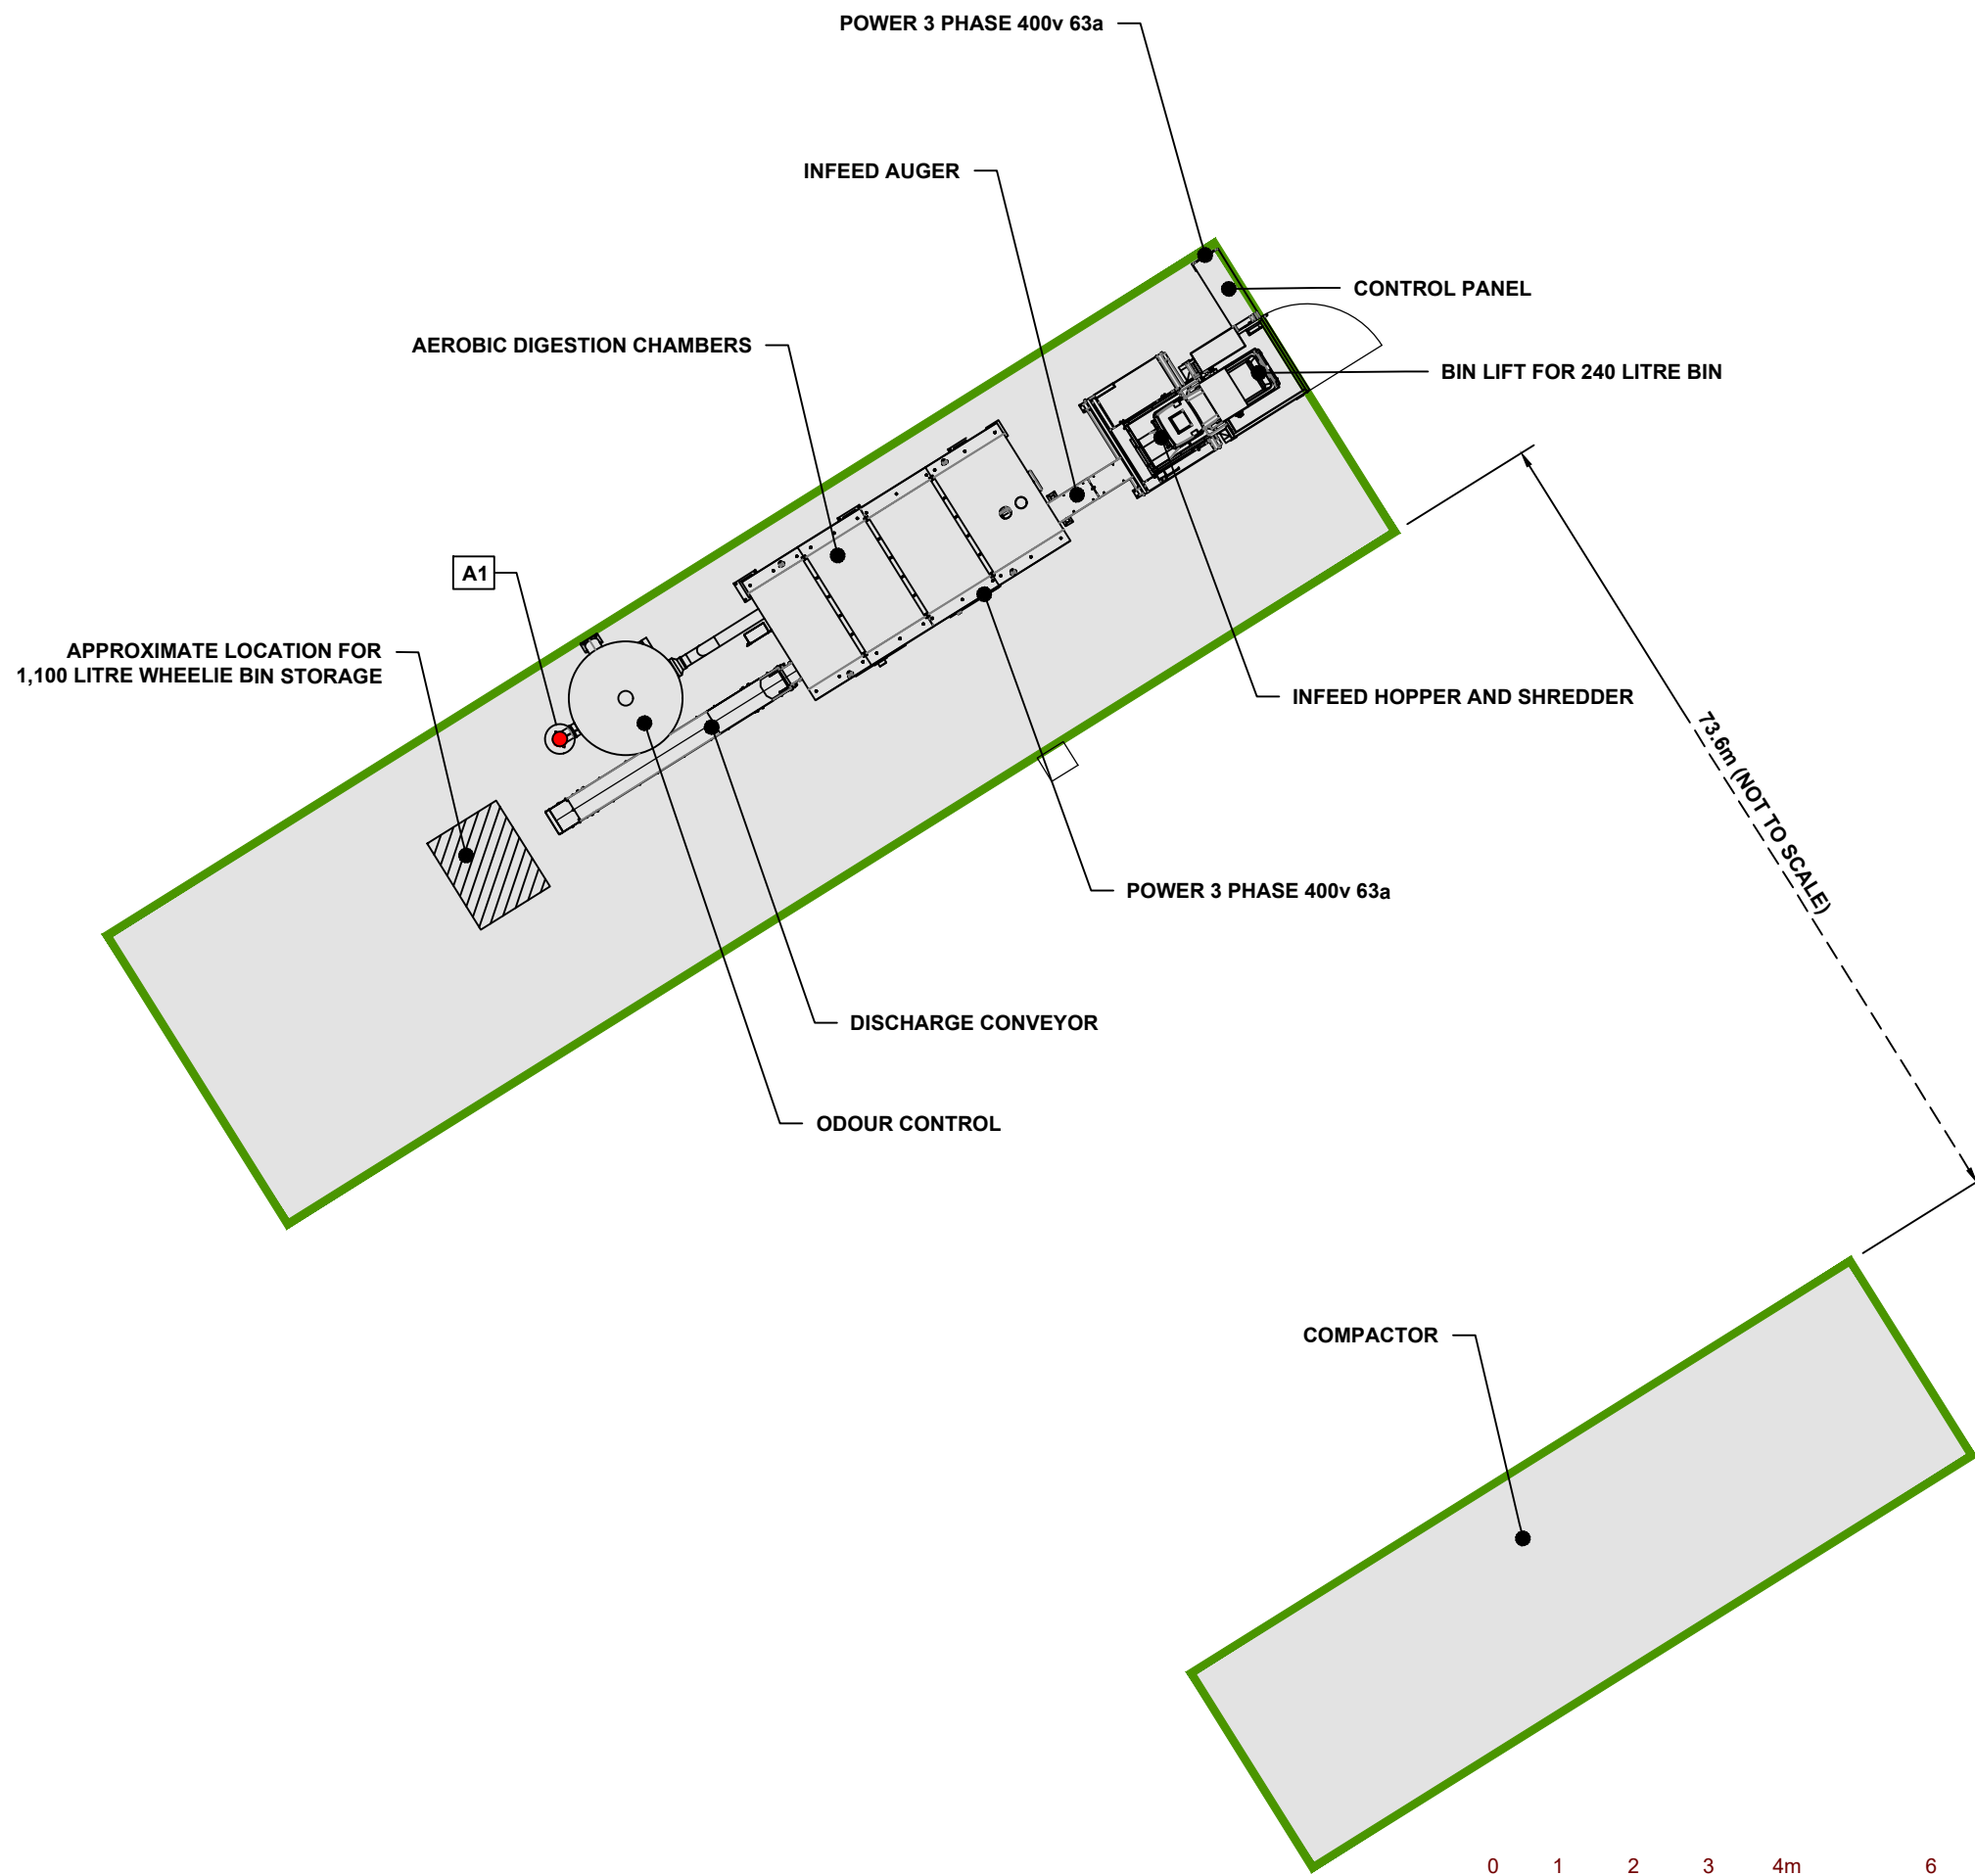 POWER 3 PHASE 400v 63a
INFEED AUGER
CONTROL PANEL
AEROBIC DIGESTION CHAMBERS
BIN LIFT FOR 240 LITRE BIN
A1
APPROXIMATE LOCATION FOR
1,100 LITRE WHEELIE BIN STORAGE
INFEED HOPPER AND SHREDDER
73.6m (NOT TO SCALE)
POWER 3 PHASE 400v 63a
DISCHARGE CONVEYOR
ODOUR CONTROL
COMPACTOR
0 1 2 3 4m 6